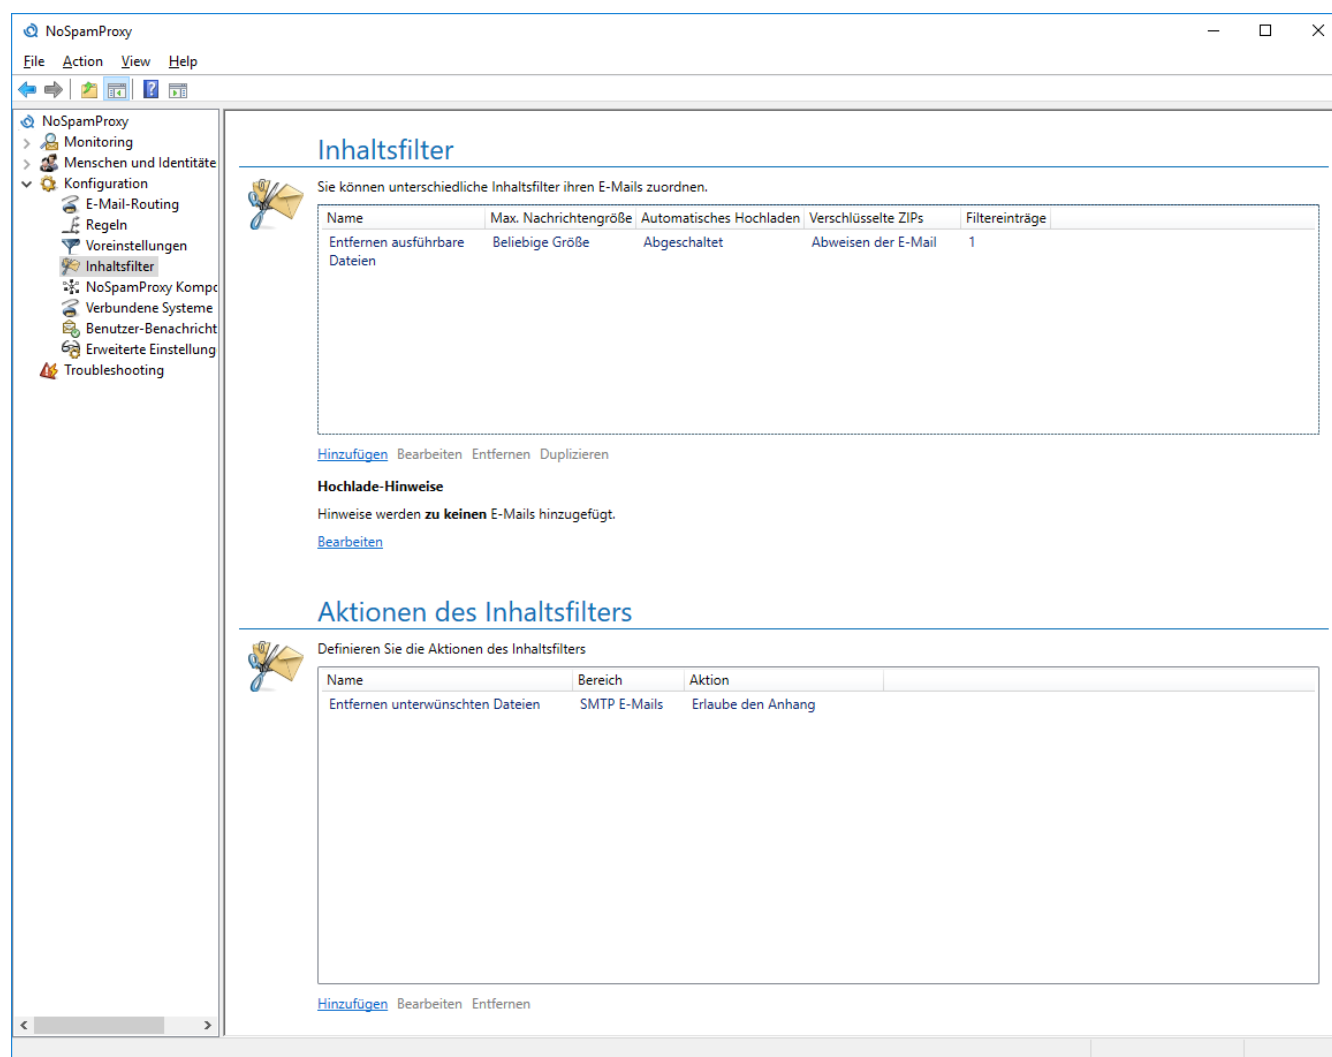 NoSpamProxy
File Action View Help
NoSpamProxy
Monitoring
Menschen und Identitäte
Konfiguration
E-Mail-Routing
Regeln
Voreinstellungen
Inhaltsfilter
NoSpamProxy Kompo
Verbundene Systeme
Benutzer-Benachricht
Erweiterte Einstellung
Troubleshooting
Inhaltsfilter
Sie können unterschiedliche Inhaltsfilter ihren E-Mails zuordnen.
Name Max. Nachrichtengröße Automatisches Hochladen Verschlüsselte ZIPs Filtereinträge
Entfernen ausführbare Beliebige Größe Abgeschaltet Abweisen der E-Mail 1
Dateien
Hinzufügen Bearbeiten Entfernen Duplizieren
Hochlade-Hinweise
Hinweise werden zu keinen E-Mails hinzugefügt.
Bearbeiten
Aktionen des Inhaltsfilters
Definieren Sie die Aktionen des Inhaltsfilters
Name Bereich Aktion
Entfernen unterwünschten Dateien SMTP E-Mails Erlaube den Anhang
Hinzufügen Bearbeiten Entfernen